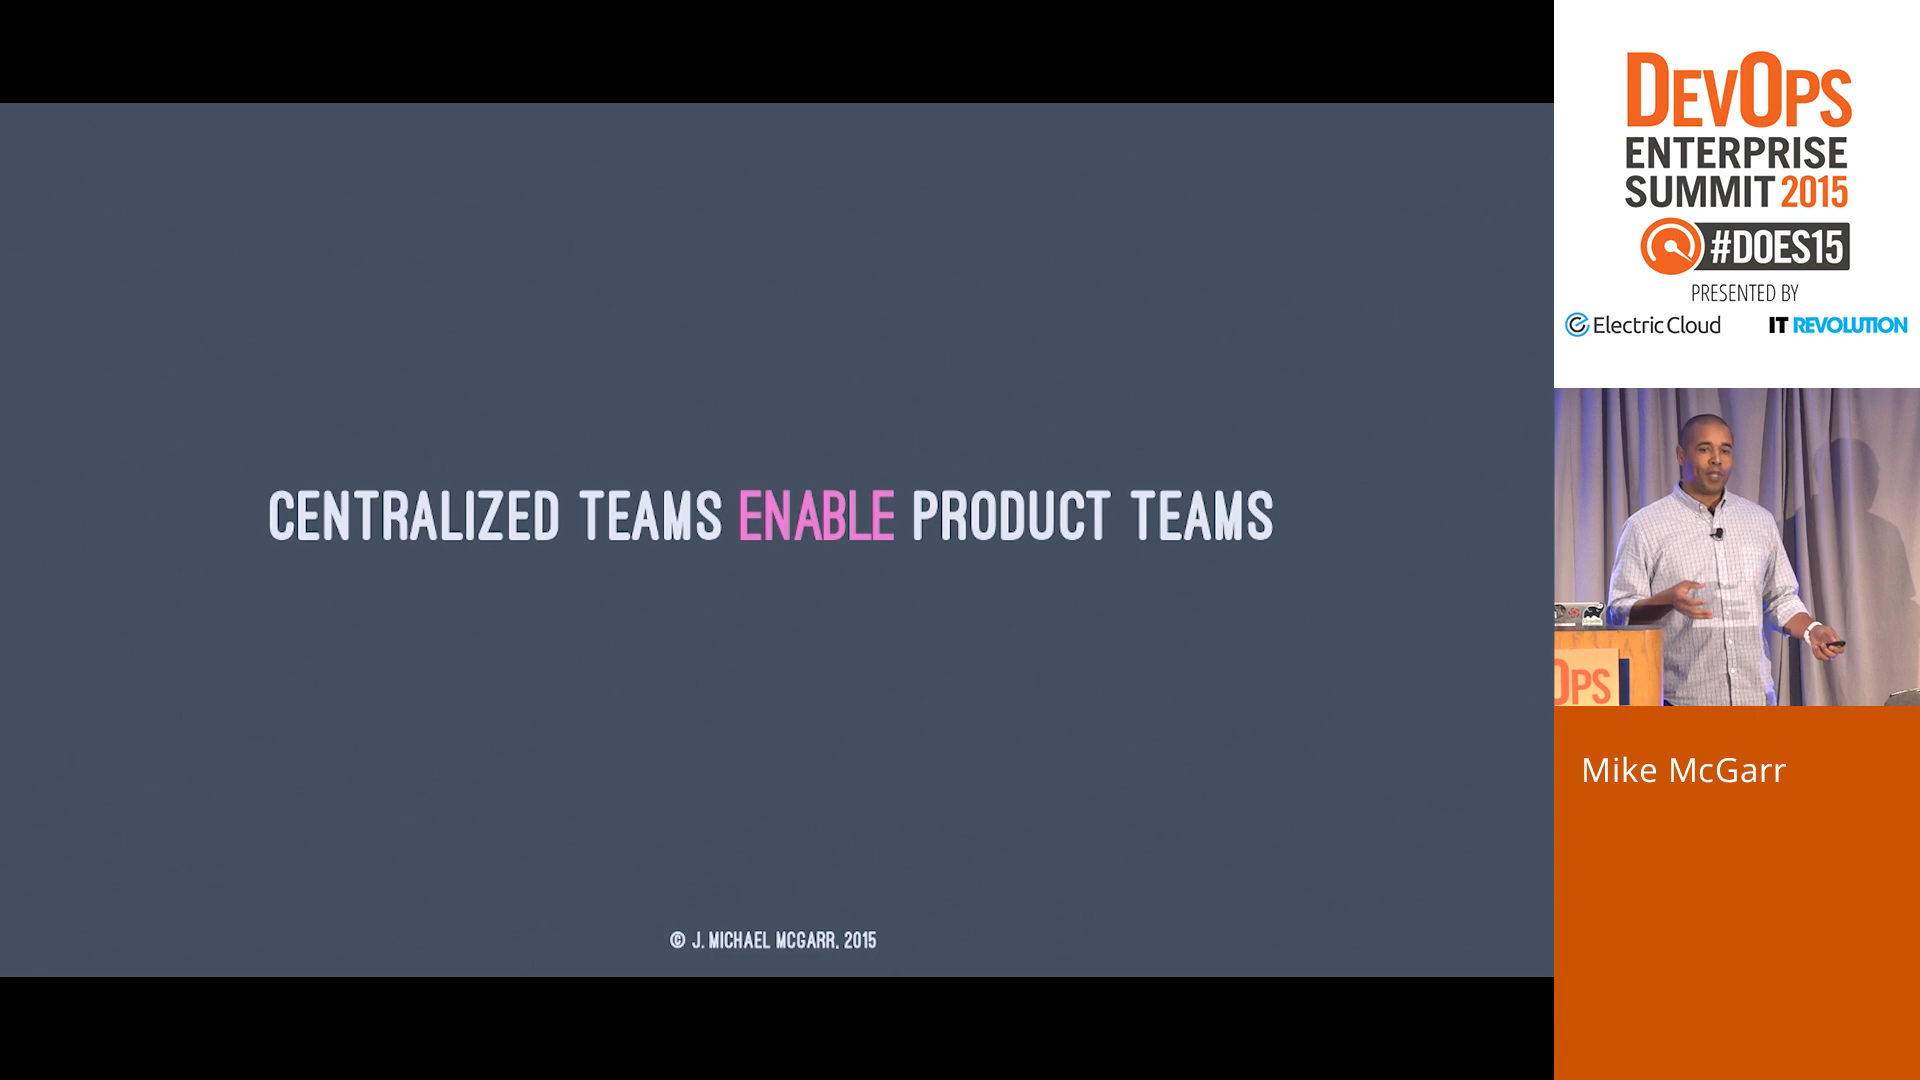 CENTRALIZED TEAMS ENABLE PRODUCT TEAMS
© J. MICHAEL MCGARR, 2015
DEVOPS
ENTERPRISE
SUMMIT 2015
#DOES15
PRESENTED BY
Electric Cloud
IT REVOLUTION
OPS
Mike McGarr